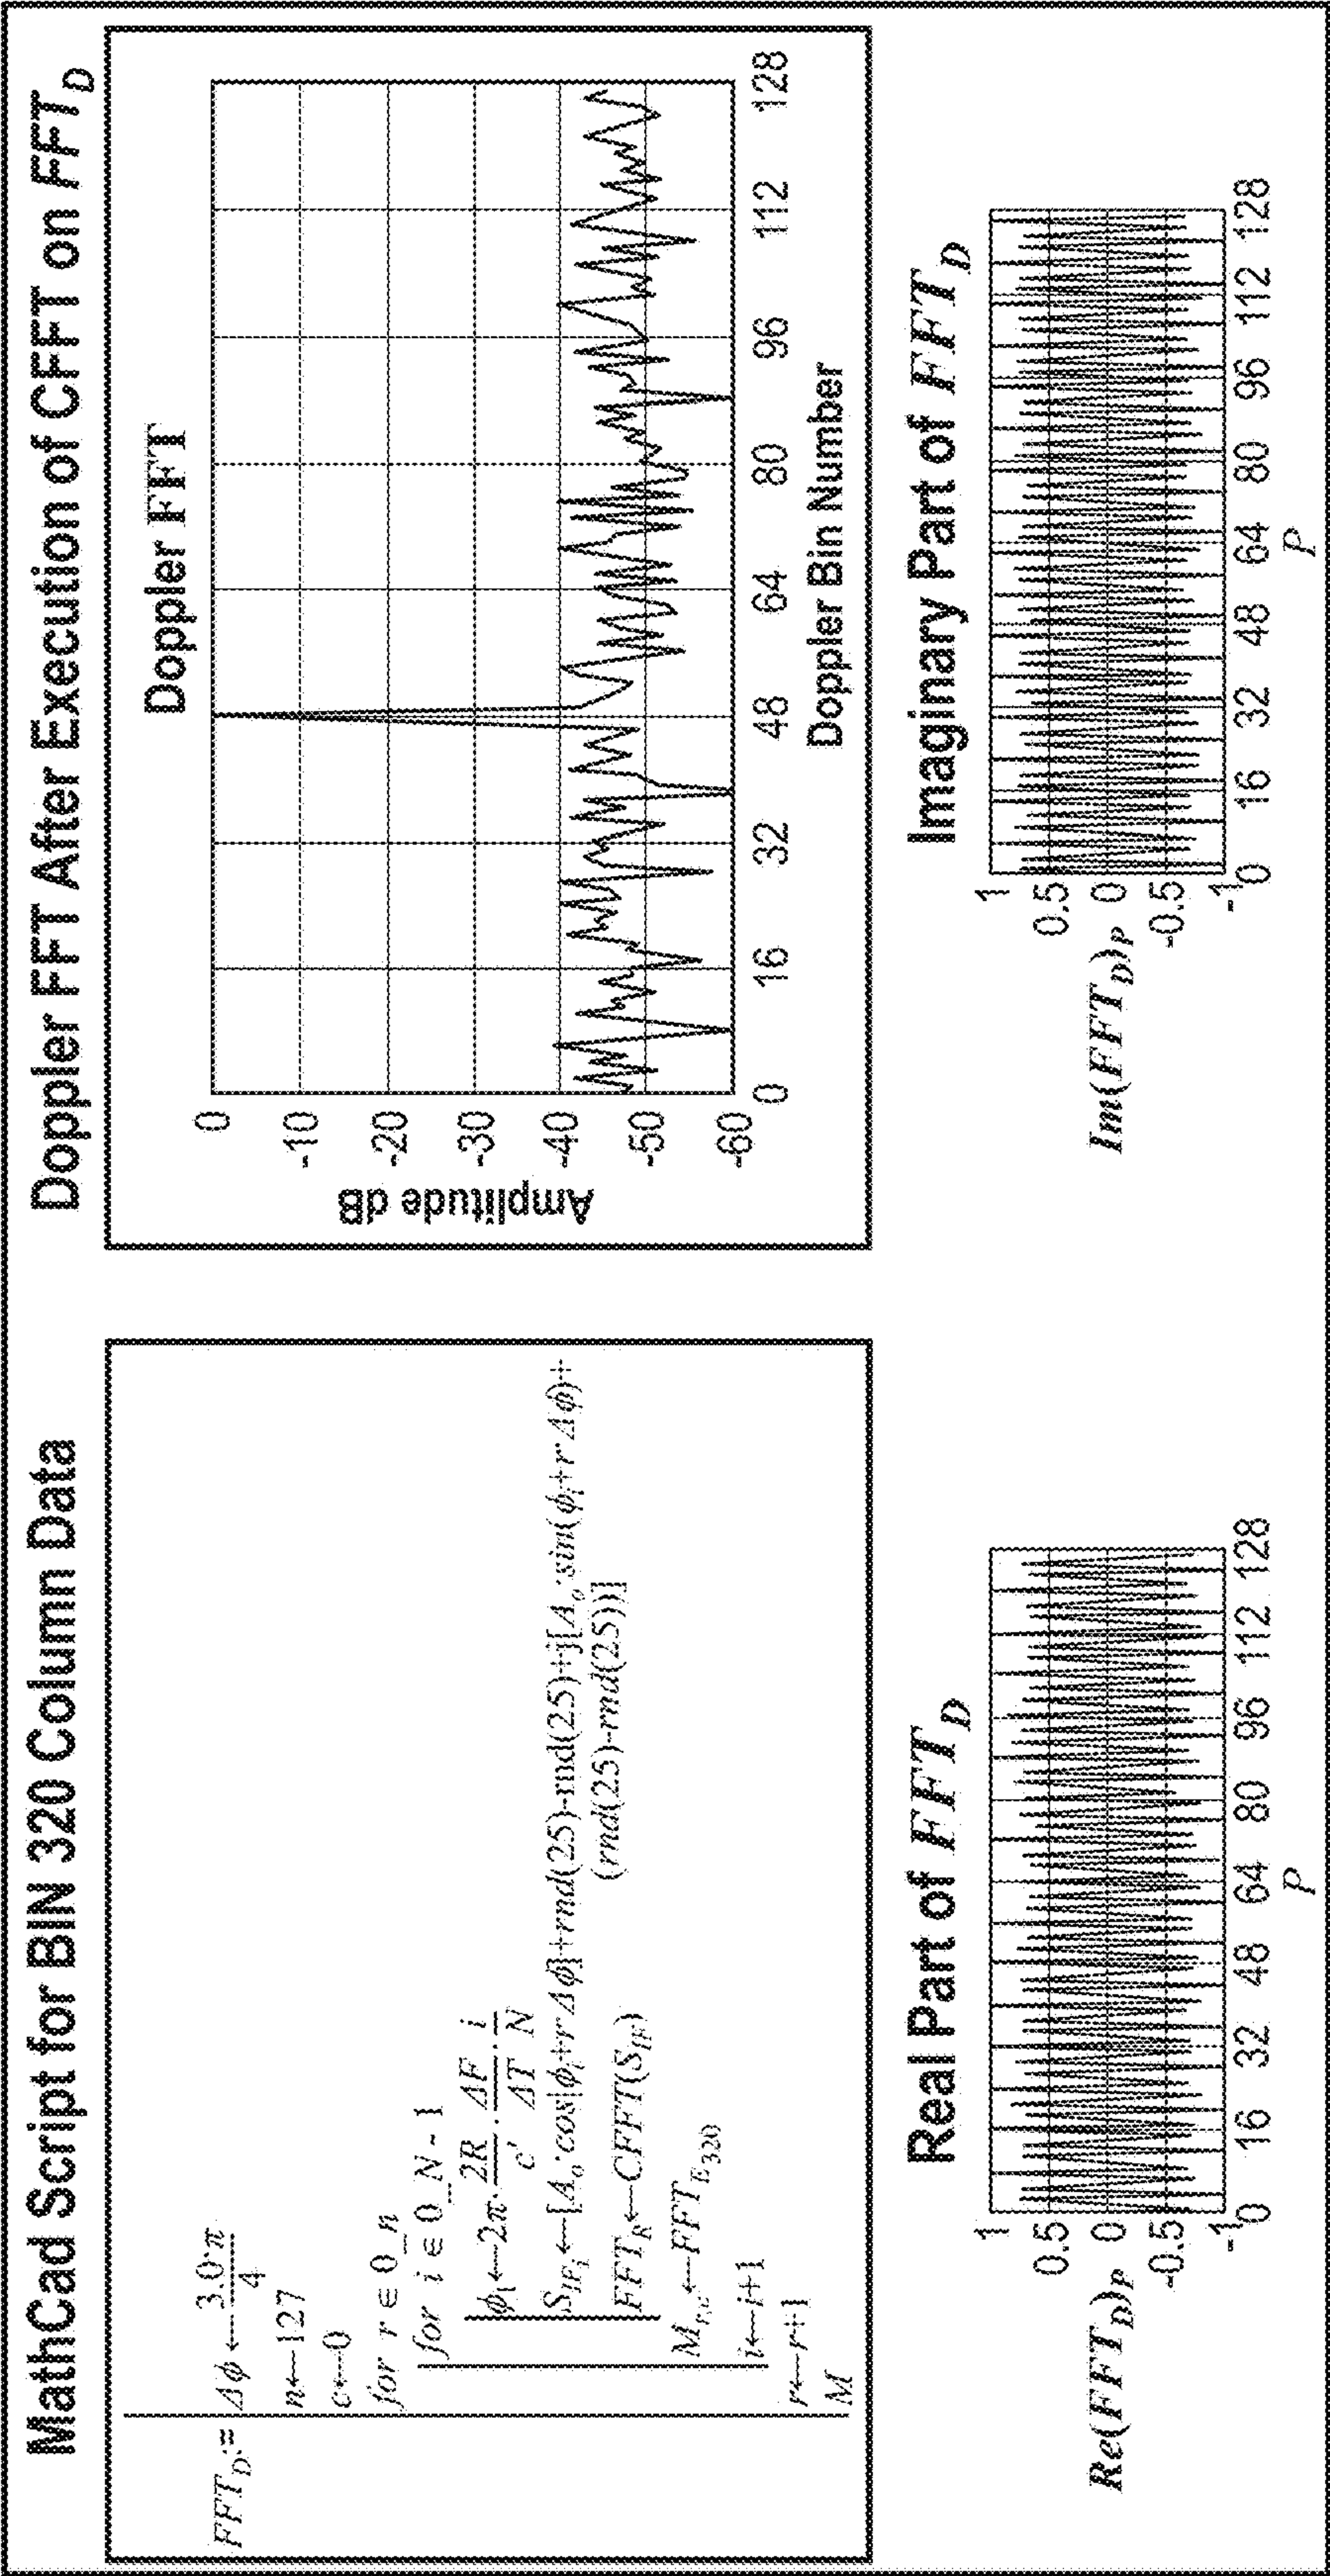 MathCad Script for BIN 320 Column Data
FFT_D := Δϕ ← 3.0·π / 4
n←127
c←0
for r ∈ 0_n
for i ∈ 0_N - 1
ϕ_i ← 2π · 2R / c' · ΔF / ΔT · i / N
S_IF_i ← [A_o·cos[ϕ_i+r Δϕ]+rnd(25)-rnd(25)+j[A_o·sin(ϕ_i+r Δϕ)+
(rnd(25)-rnd(25))]
FFT_R ← CFFT(S_IF)
M_r,c ← FFT_E_320
i←i+1
r←r+1
M
Doppler FFT After Execution of CFFT on FFT_D
Doppler FFT
Amplitude dB
0
-10
-20
-30
-40
-50
-60
0 16 32 48 64 80 96 112 128
Doppler Bin Number
Real Part of FFT_D
Re(FFT_D)_P
1
0.5
0
-0.5
-1
0 16 32 48 64 80 96 112 128
P
Imaginary Part of FFT_D
Im(FFT_D)_P
1
0.5
0
-0.5
-1
0 16 32 48 64 80 96 112 128
P